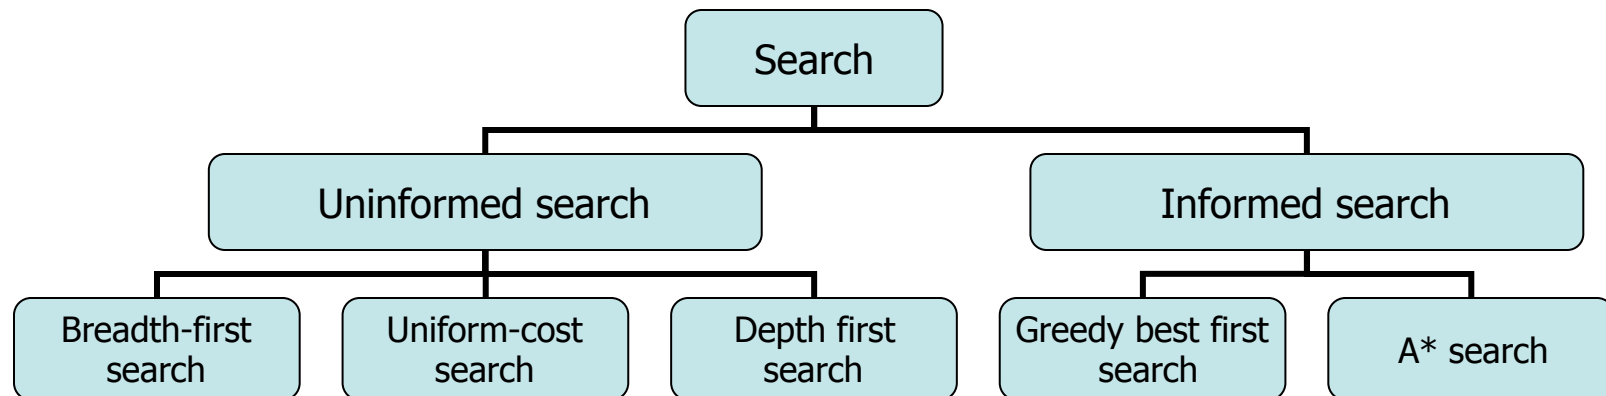 Search
Uninformed search
Informed search
Breadth-first
search
Uniform-cost
search
Depth first
search
Greedy best first
search
A* search